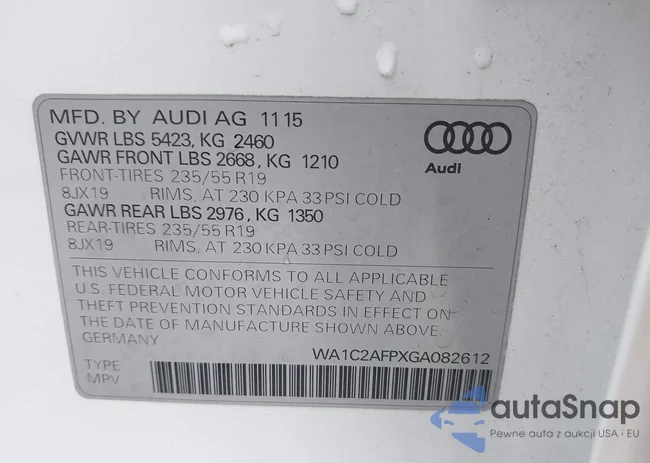 MFD. BY AUDI AG 11 15
GVWR LBS 5423, KG 2460
GAWR FRONT LBS 2668, KG 1210
FRONT-TIRES 235/55 R19
8JX19 RIMS, AT 230 KPA 33 PSI COLD
GAWR REAR LBS 2976, KG 1350
REAR-TIRES 235/55 R19
8JX19 RIMS, AT 230 KPA 33 PSI COLD
Audi
THIS VEHICLE CONFORMS TO ALL APPLICABLE
U.S. FEDERAL MOTOR VEHICLE SAFETY AND
THEFT PREVENTION STANDARDS IN EFFECT ON
THE DATE OF MANUFACTURE SHOWN ABOVE.
GERMANY
WA1C2AFPXGA082612
TYPE
MPV
autaSnap
Pewne auta z aukcji USA i EU